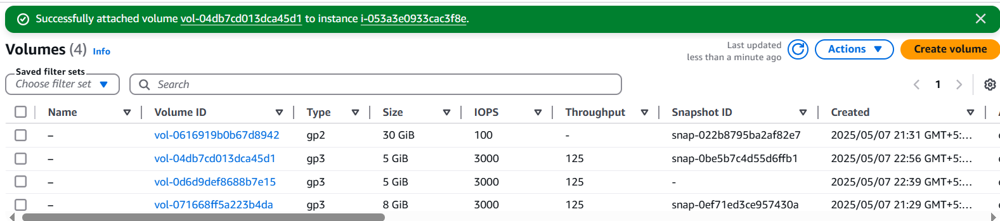 Successfully attached volume vol-04db7cd013dca45d1 to instance i-053a3e0933cac3f8e.
Volumes (4) Info
Last updated
less than a minute ago
Actions
Create volume
Saved filter sets
Choose filter set
Search
1
Name Volume ID Type Size IOPS Throughput Snapshot ID Created
– vol-0616919b0b67d8942 gp2 30 GiB 100 - snap-022b8795ba2af82e7 2025/05/07 21:31 GMT+5:...
– vol-04db7cd013dca45d1 gp3 5 GiB 3000 125 snap-0be5b7c4d55d6ffb1 2025/05/07 22:56 GMT+5:...
– vol-0d6d9def8688b7e15 gp3 5 GiB 3000 125 - 2025/05/07 22:39 GMT+5:...
– vol-071668ff5a223b4da gp3 8 GiB 3000 125 snap-0ef71ed3ce957430a 2025/05/07 21:29 GMT+5:...